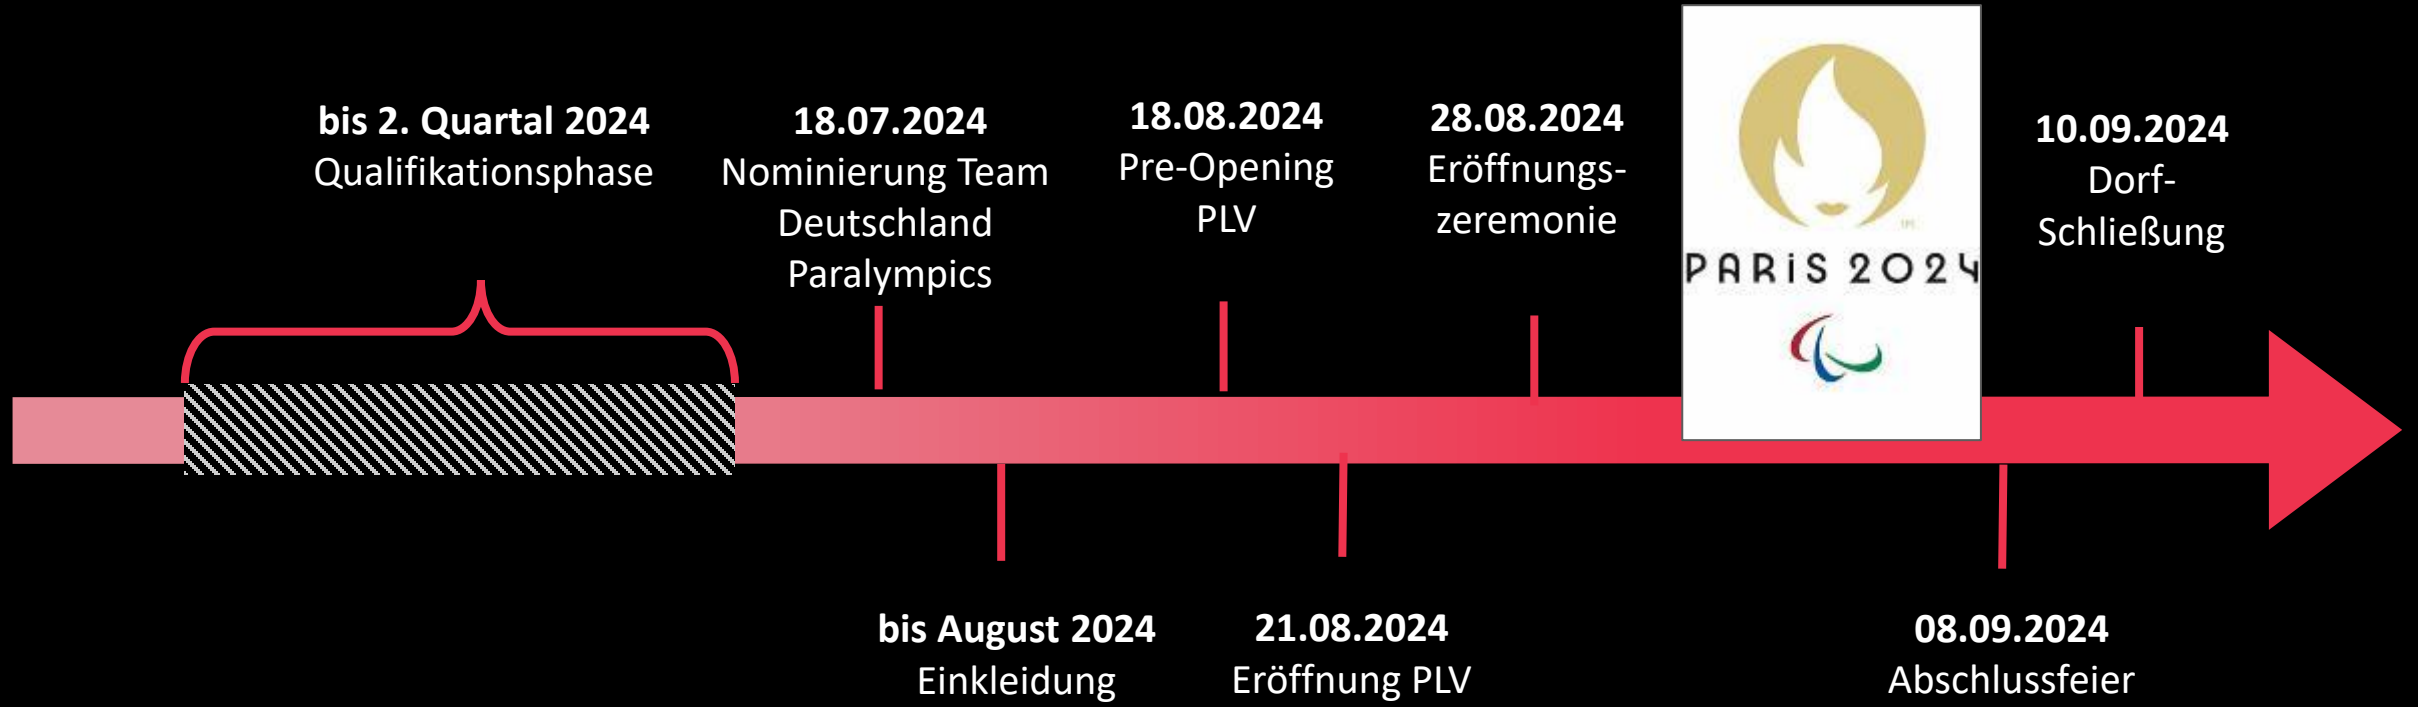 bis 2. Quartal 2024
Qualifikationsphase
18.07.2024
Nominierung Team
Deutschland
Paralympics
18.08.2024
Pre-Opening
PLV
28.08.2024
Eröffnungs-
zeremonie
PARiS 2024
10.09.2024
Dorf-
Schließung
bis August 2024
Einkleidung
21.08.2024
Eröffnung PLV
08.09.2024
Abschlussfeier